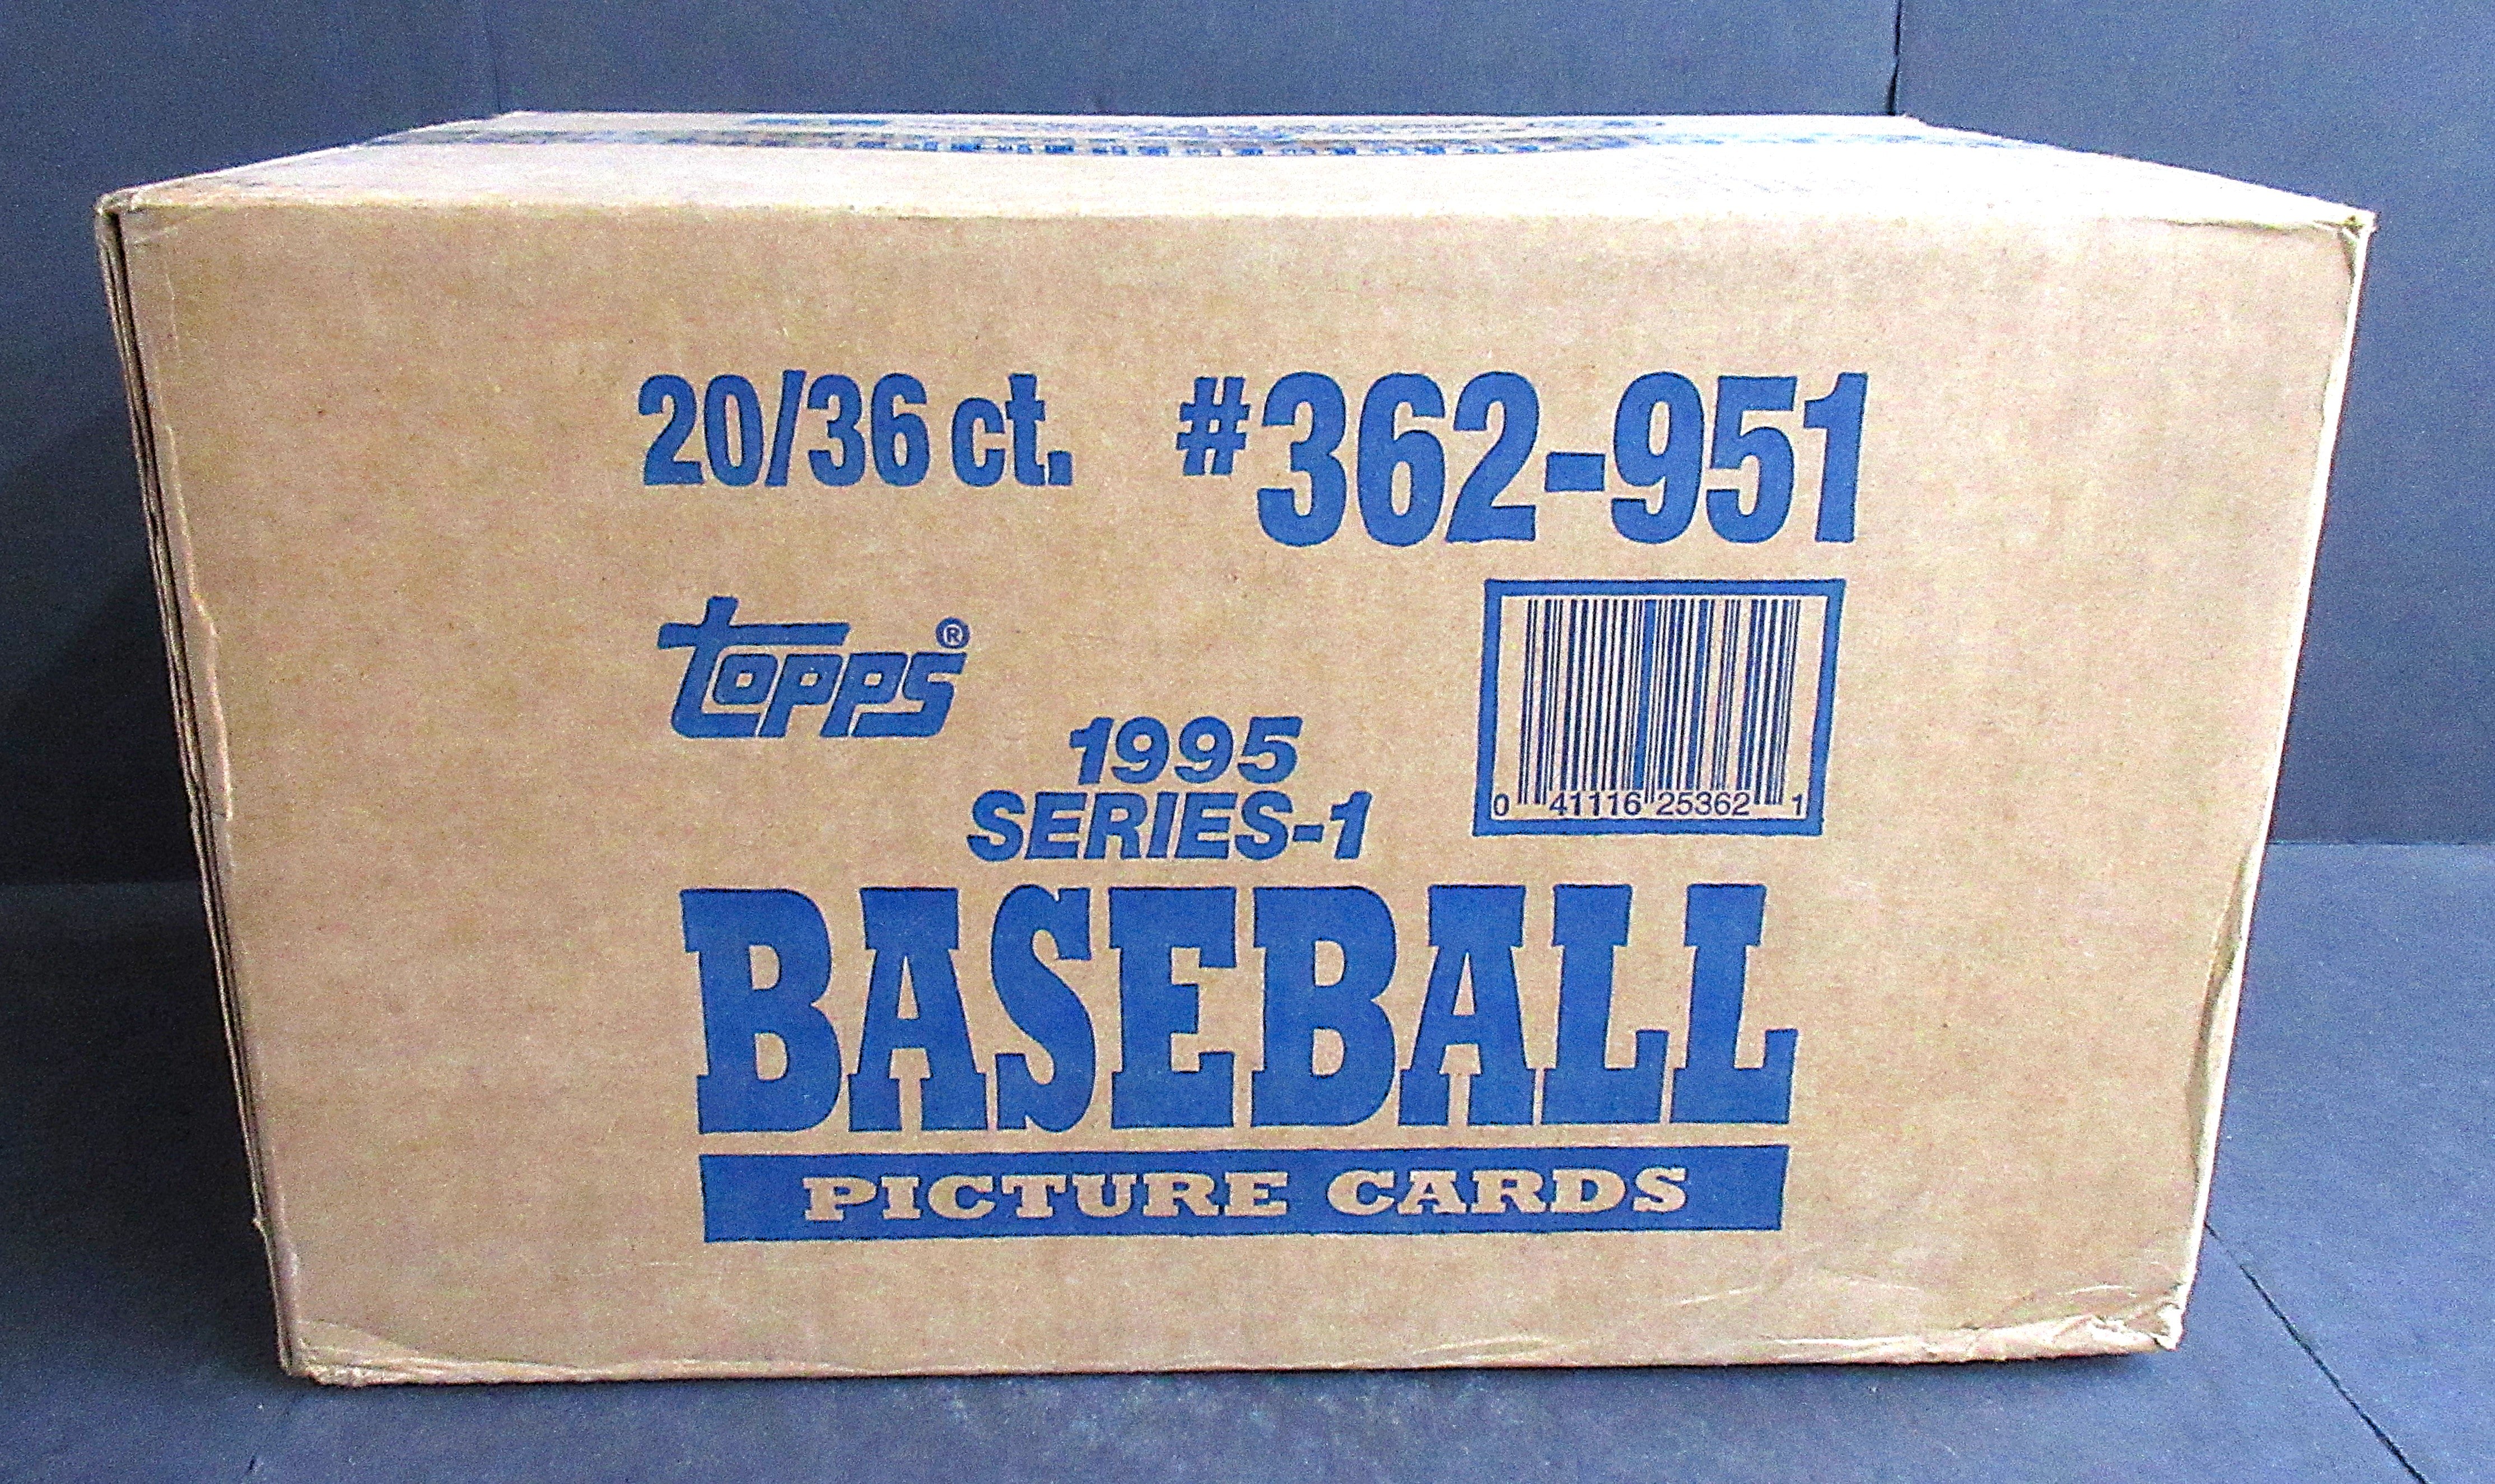 20/36 ct. #362-951
topps®
1995
SERIES-1
0 41116 25362 1
BASEBALL
PICTURE CARDS